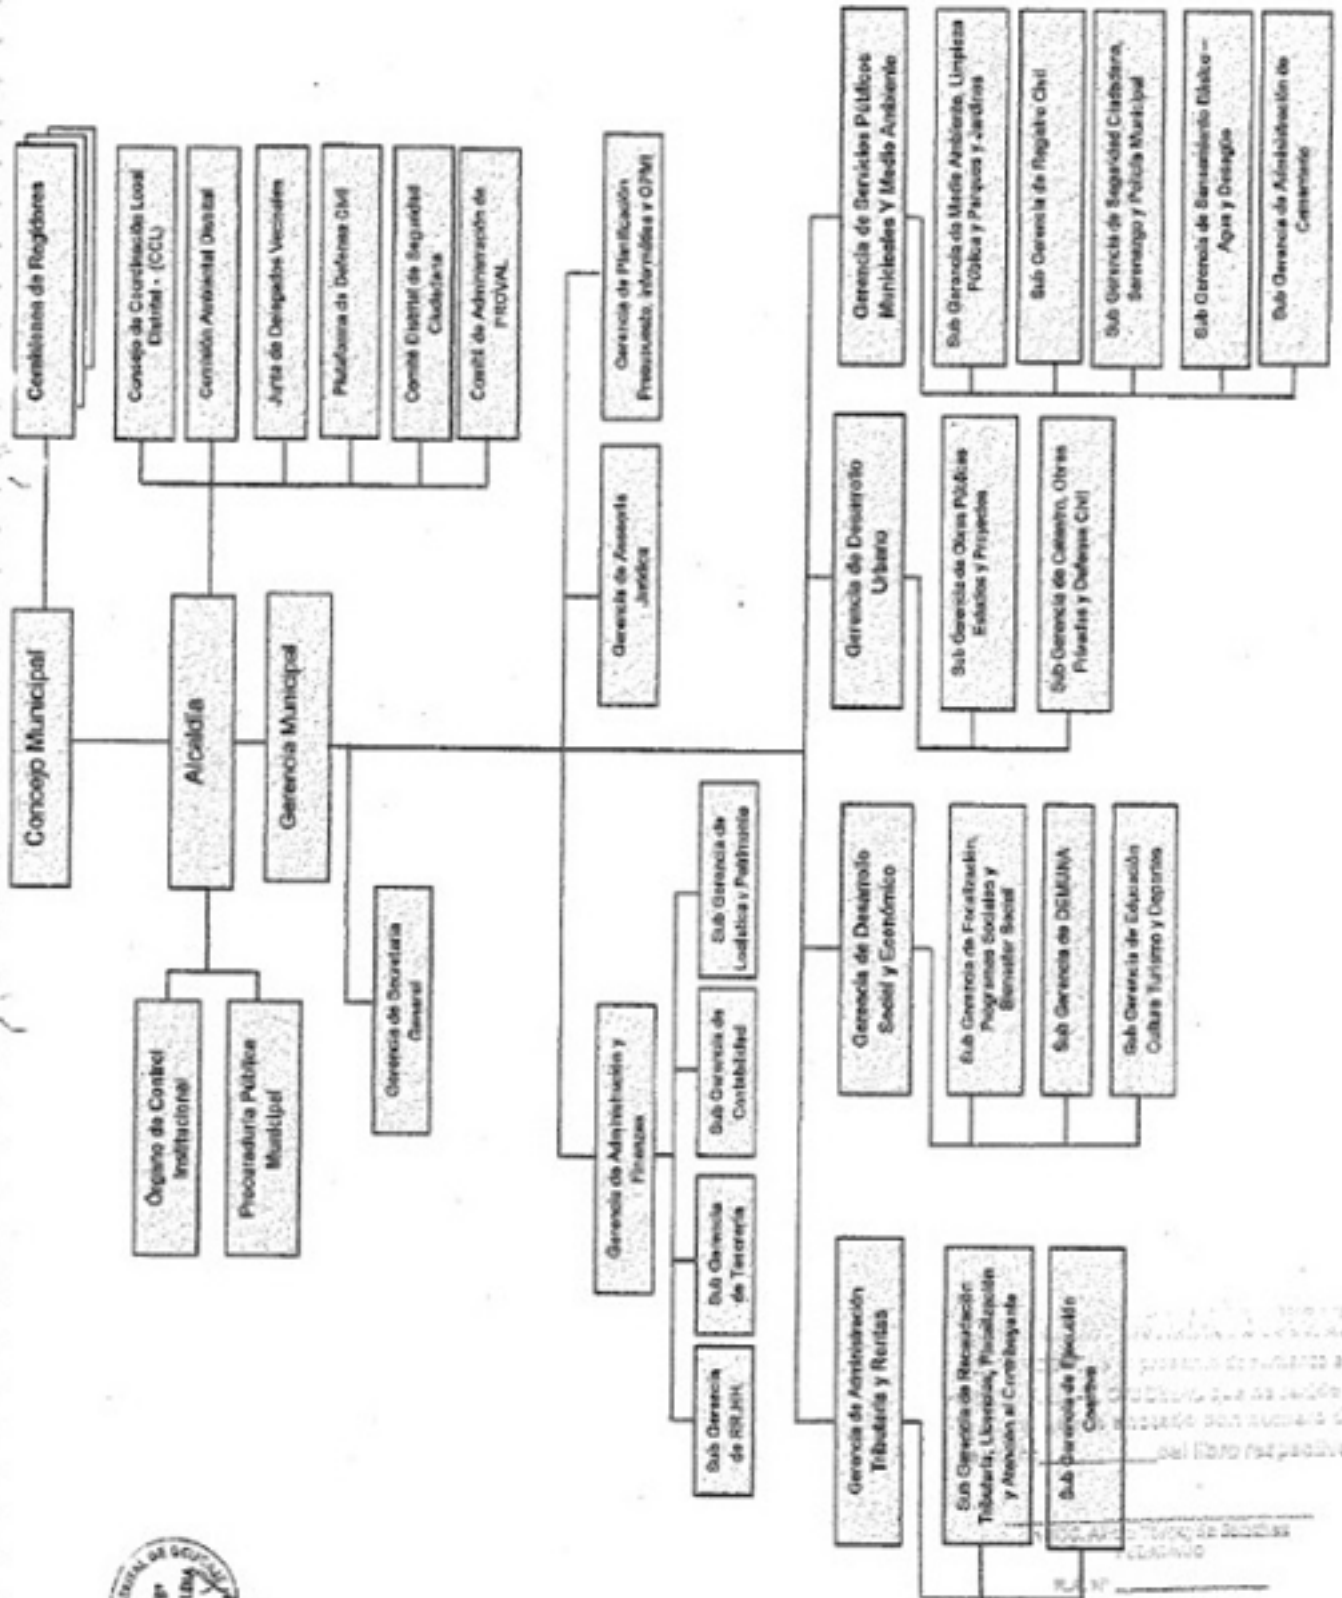 Concejo Municipal
Comisiones de Regidores
Alcaldía
Consejo de Coordinación Local
Distrital - (CCL)
Comisión Ambiental Distrital
Junta de Delegados Vecinales
Plataforma de Defensa Civil
Comité Distrital de Seguridad
Ciudadana
Comité de Administración de
PROVAL
Órgano de Control
Institucional
Procuraduría Pública
Municipal
Gerencia Municipal
Gerencia de Secretaria
General
Gerencia de Administración y
Finanzas
Gerencia de Asesoría
Jurídica
Gerencia de Planificación
Presupuesto, Informática y OPMI
Sub Gerencia
de RR.HH.
Sub Gerencia
de Tesorería
Sub Gerencia de
Contabilidad
Sub Gerencia de
Logística y Patrimonio
Gerencia de Administración
Tributaria y Rentas
Sub Gerencia de Recaudación
Tributaria, Licencias, Fiscalización
y Atención al Contribuyente
Sub Gerencia de Ejecución
Coactiva
Gerencia de Desarrollo
Social y Económico
Sub Gerencia de Focalización,
Programas Sociales y
Bienestar Social
Sub Gerencia de DEMUNA
Sub Gerencia de Educación
Cultura Turismo y Deportes
Gerencia de Desarrollo
Urbano
Sub Gerencia de Obras Públicas
Estudios y Proyectos
Sub Gerencia de Catastro, Obras
Privadas y Defensa Civil
Gerencia de Servicios Públicos
Municipales Y Medio Ambiente
Sub Gerencia de Medio Ambiente, Limpieza
Pública y Parques y Jardines
Sub Gerencia de Registro Civil
Sub Gerencia de Seguridad Ciudadana,
Serenazgo y Policía Municipal
Sub Gerencia de Saneamiento Básico –
Agua y Desagüe
Sub Gerencia de Administración de
Cementerio